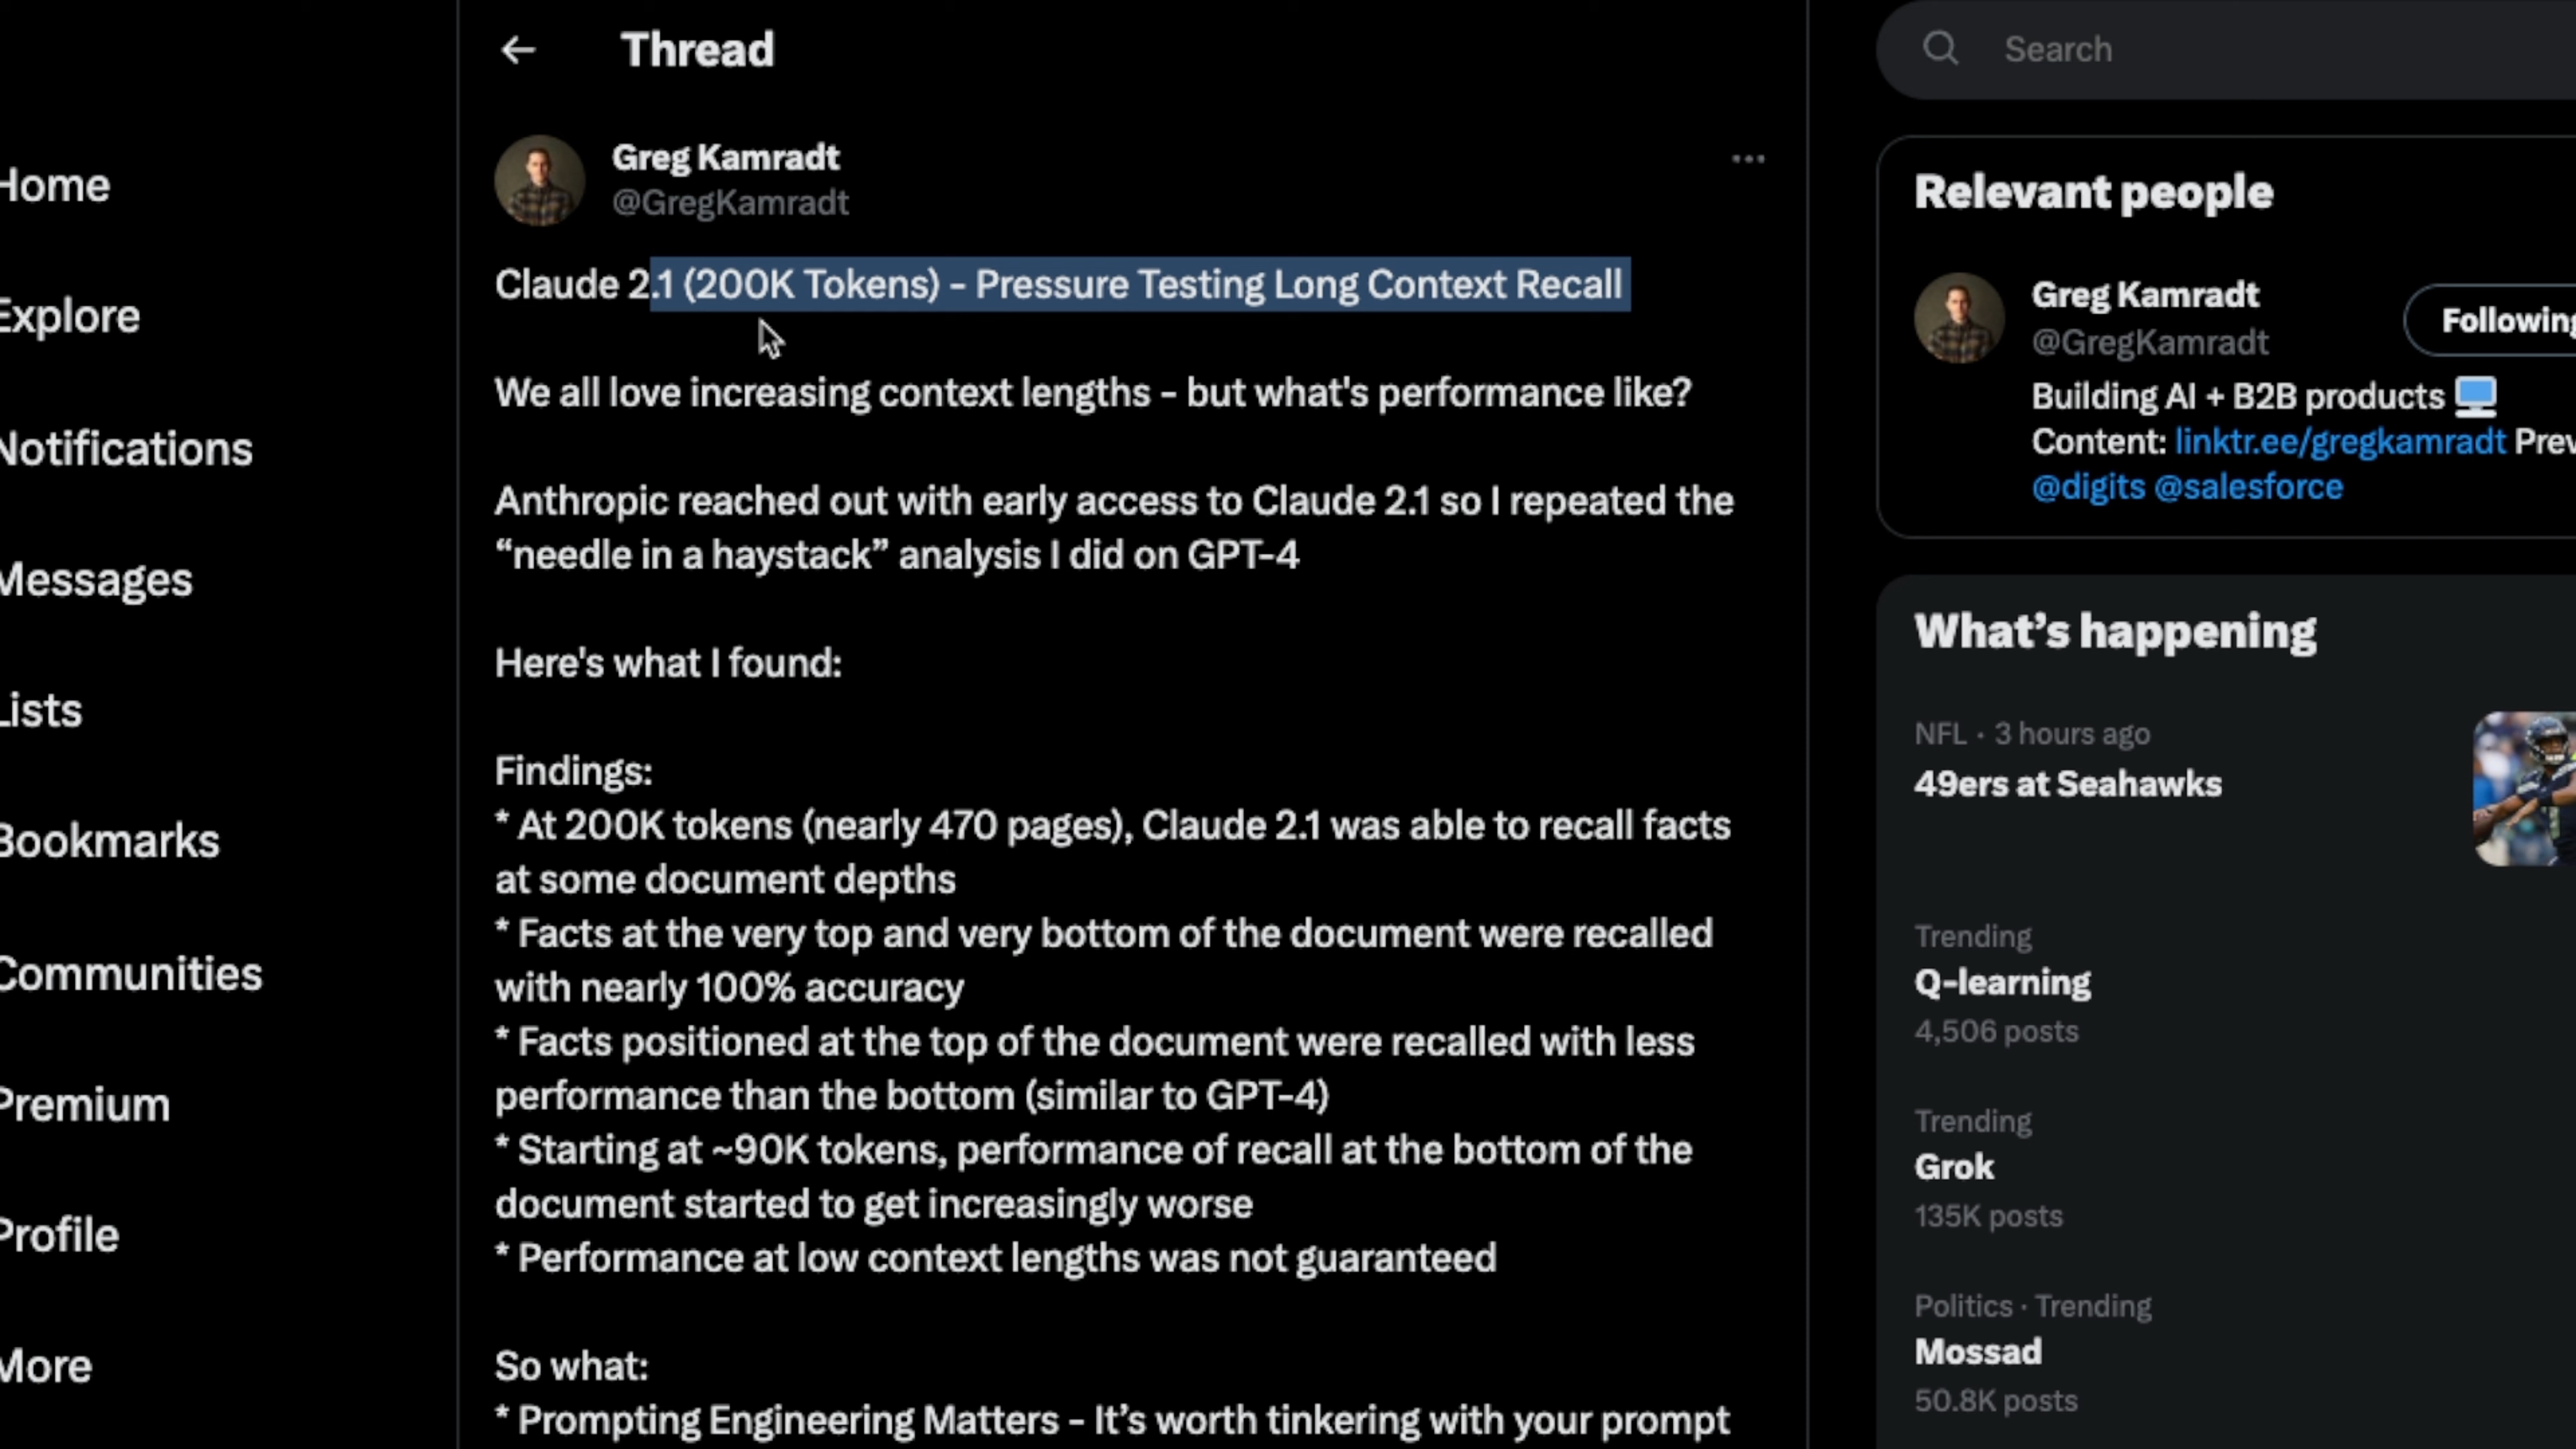 Home
Explore
Notifications
Messages
Lists
Bookmarks
Communities
Premium
Profile
More
Thread
Greg Kamradt
@GregKamradt
Claude 2.1 (200K Tokens) - Pressure Testing Long Context Recall
We all love increasing context lengths - but what's performance like?
Anthropic reached out with early access to Claude 2.1 so I repeated the
“needle in a haystack” analysis I did on GPT-4
Here's what I found:
Findings:
* At 200K tokens (nearly 470 pages), Claude 2.1 was able to recall facts
at some document depths
* Facts at the very top and very bottom of the document were recalled
with nearly 100% accuracy
* Facts positioned at the top of the document were recalled with less
performance than the bottom (similar to GPT-4)
* Starting at ~90K tokens, performance of recall at the bottom of the
document started to get increasingly worse
* Performance at low context lengths was not guaranteed
So what:
* Prompting Engineering Matters - It’s worth tinkering with your prompt
Search
Relevant people
Greg Kamradt
@GregKamradt
Following
Building AI + B2B products
Content: linktr.ee/gregkamradt Prev
@digits @salesforce
What’s happening
NFL · 3 hours ago
49ers at Seahawks
Trending
Q-learning
4,506 posts
Trending
Grok
135K posts
Politics · Trending
Mossad
50.8K posts